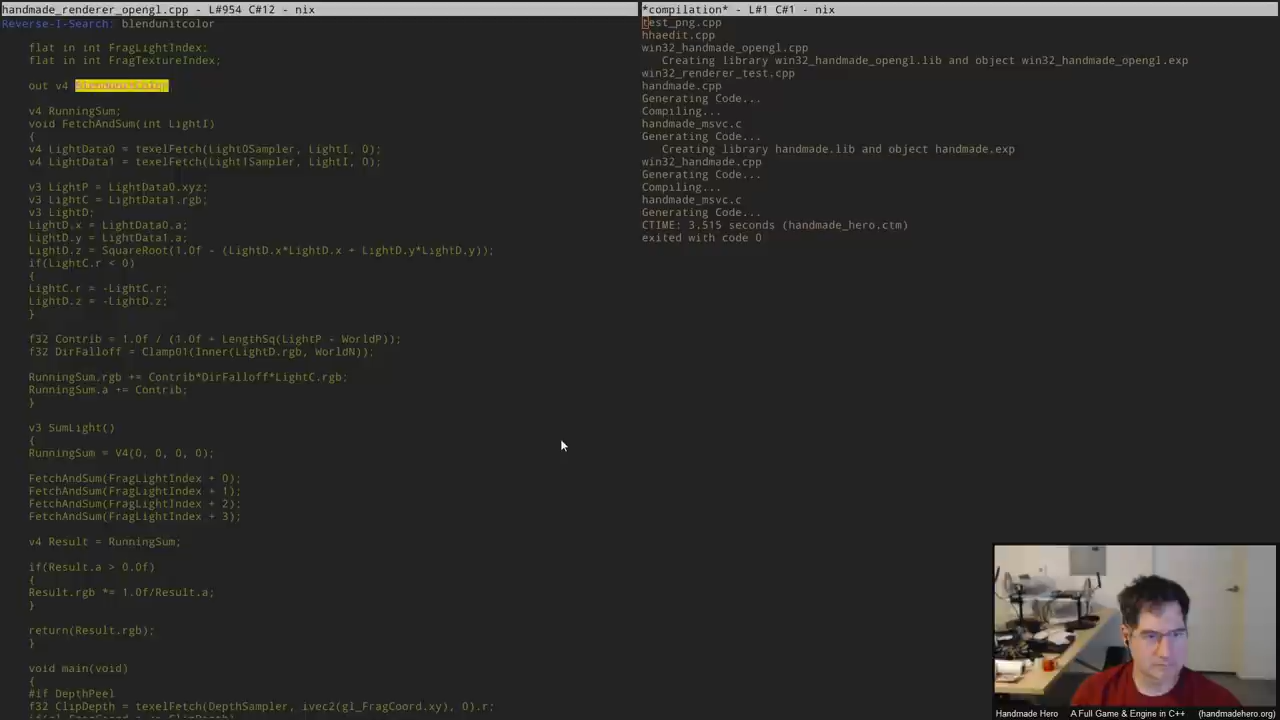 handmade_renderer_opengl.cpp - L#954 C#12 - nix
Reverse-I-Search: blendunitcolor
flat in int FragLightIndex;
flat in int FragTextureIndex;
out v4
v4 RunningSum;
void FetchAndSum(int LightI)
{
v4 LightData0 = texelFetch(Light0Sampler, LightI, 0);
v4 LightData1 = texelFetch(Light1Sampler, LightI, 0);
v3 LightP = LightData0.xyz;
v3 LightC = LightData1.rgb;
v3 LightD;
LightD.x = LightData0.a;
LightD.y = LightData1.a;
LightD.z = SquareRoot(1.0f - (LightD.x*LightD.x + LightD.y*LightD.y));
if(LightC.r < 0)
{
LightC.r = -LightC.r;
LightD.z = -LightD.z;
}
f32 Contrib = 1.0f / (1.0f + LengthSq(LightP - WorldP));
f32 DirFalloff = Clamp01(Inner(LightD.rgb, WorldN));
RunningSum.rgb += Contrib*DirFalloff*LightC.rgb;
RunningSum.a += Contrib;
}
v3 SumLight()
{
RunningSum = V4(0, 0, 0, 0);
FetchAndSum(FragLightIndex + 0);
FetchAndSum(FragLightIndex + 1);
FetchAndSum(FragLightIndex + 2);
FetchAndSum(FragLightIndex + 3);
v4 Result = RunningSum;
if(Result.a > 0.0f)
{
Result.rgb *= 1.0f/Result.a;
}
return(Result.rgb);
}
void main(void)
{
#if DepthPeel
f32 ClipDepth = texelFetch(DepthSampler, ivec2(gl_FragCoord.xy), 0).r;
*compilation* - L#1 C#1 - nix
test_png.cpp
hhaedit.cpp
win32_handmade_opengl.cpp
Creating library win32_handmade_opengl.lib and object win32_handmade_opengl.exp
win32_renderer_test.cpp
handmade.cpp
Generating Code...
Compiling...
handmade_msvc.c
Generating Code...
Creating library handmade.lib and object handmade.exp
win32_handmade.cpp
Generating Code...
Compiling...
handmade_msvc.c
Generating Code...
CTIME: 3.515 seconds (handmade_hero.ctm)
exited with code 0
Handmade Hero A Full Game & Engine in C++ (handmadehero.org)